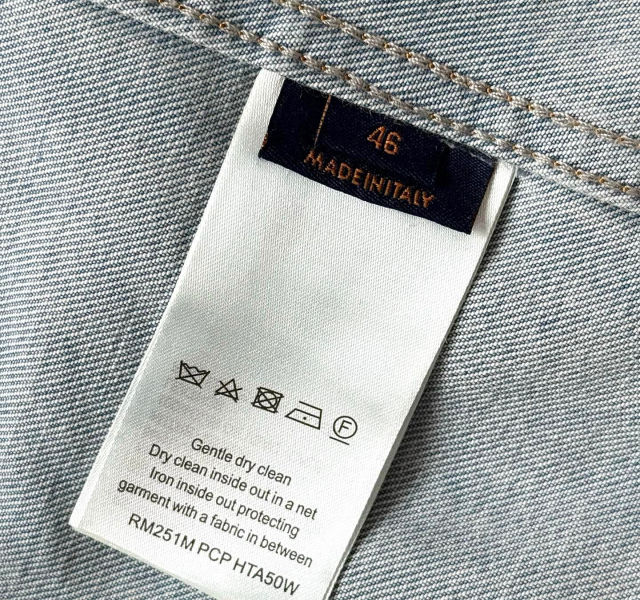 46
MADEINITALY
F
Gentle dry clean
Dry clean inside out in a net
Iron inside out protecting
garment with a fabric in between
RM251M PCP HTA50W